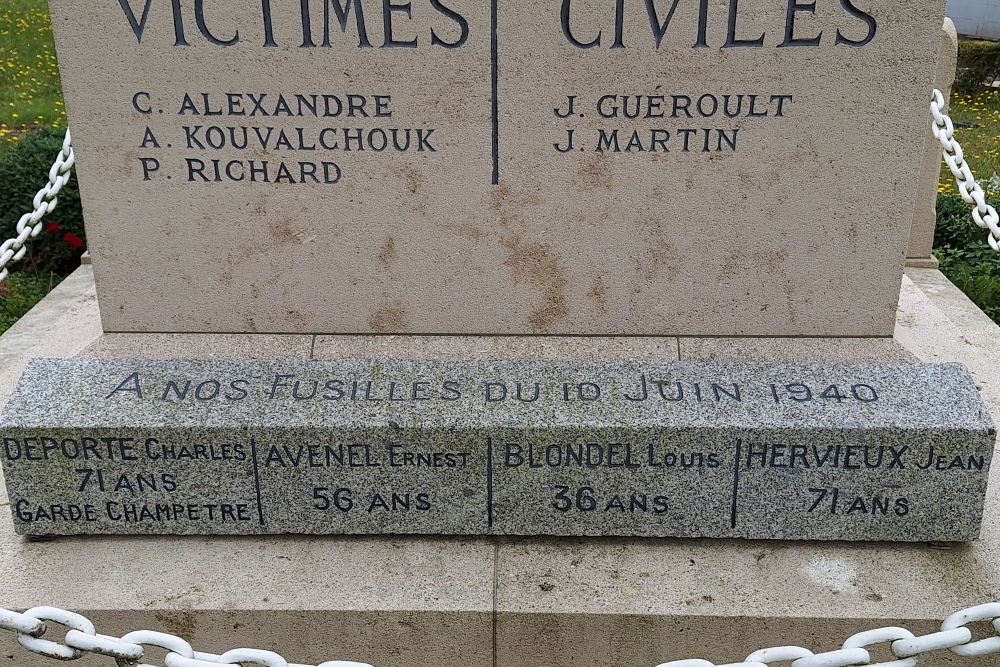 VICTIMES CIVILES
C. ALEXANDRE
A. KOUVALCHOUK
P. RICHARD
J. GUÉROULT
J. MARTIN
A NOS FUSILLES DU 10 JUIN 1940
DEPORTE CHARLES
71 ANS
GARDE CHAMPETRE
AVENEL ERNEST
56 ANS
BLONDEL LOUIS
36 ANS
HERVIEUX JEAN
71 ANS